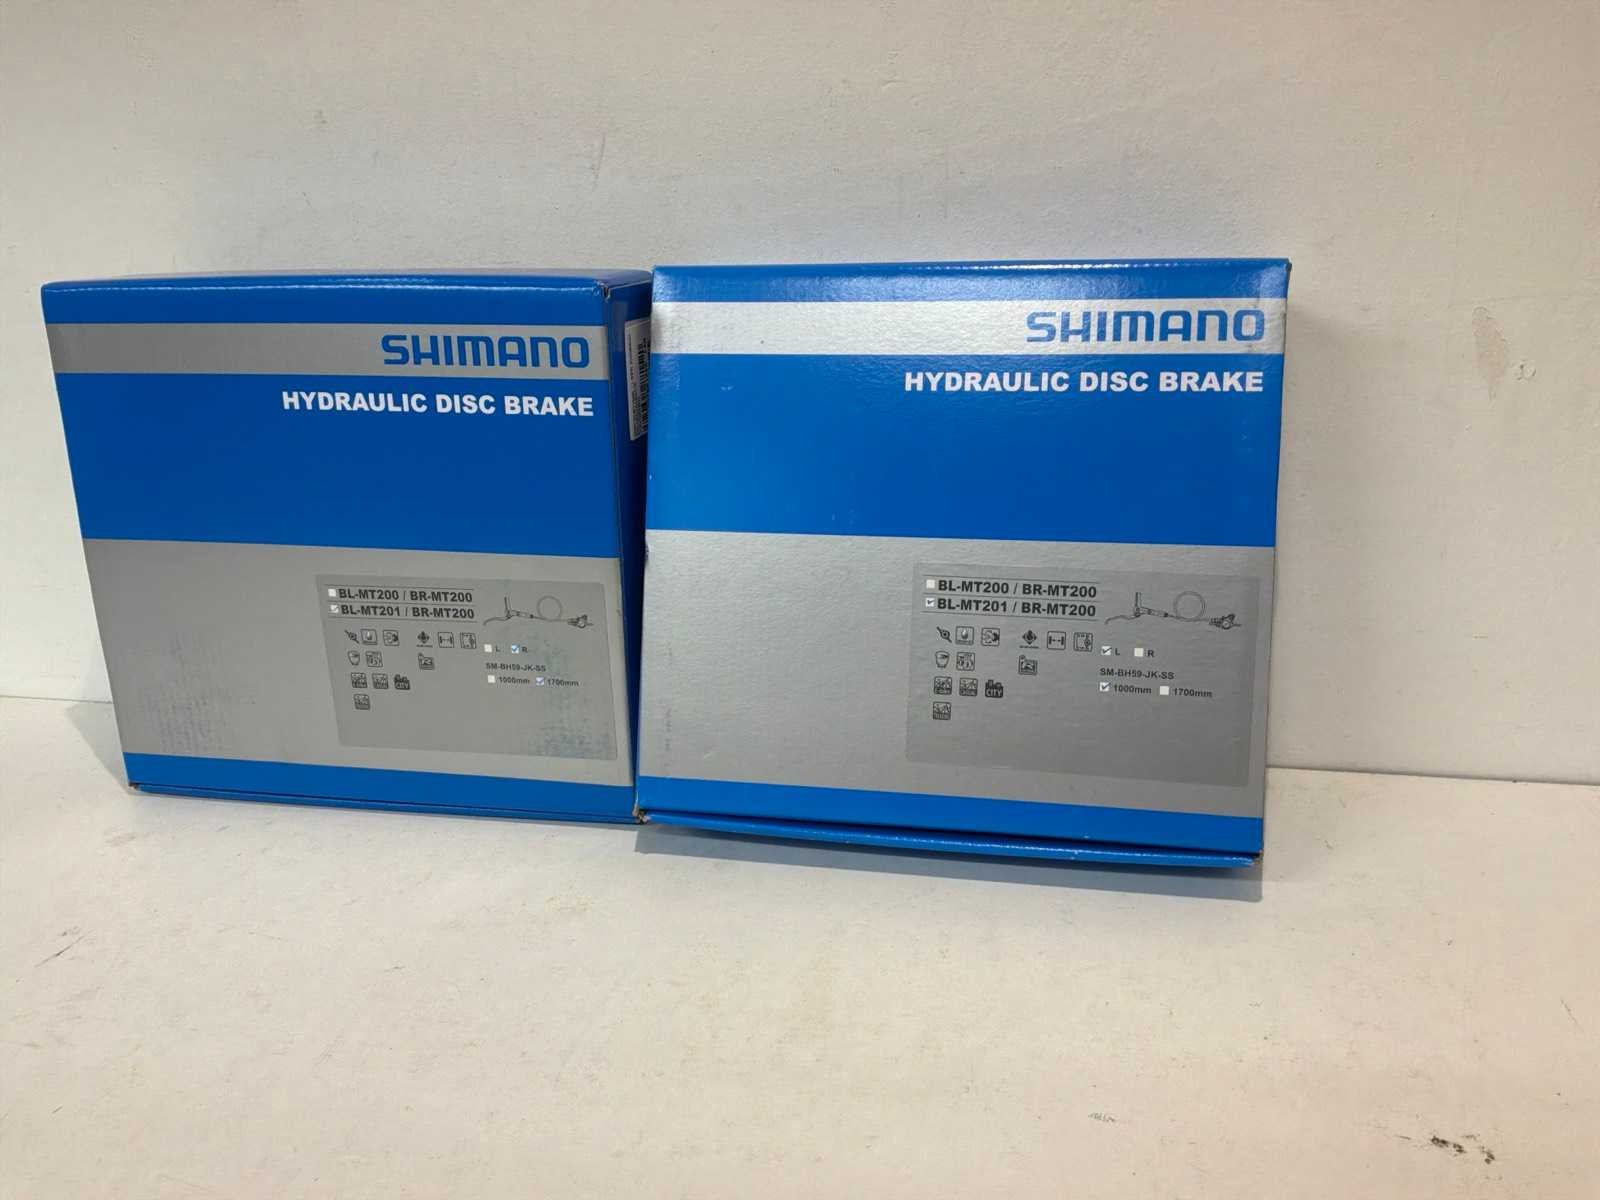 SHIMANO
HYDRAULIC DISC BRAKE
BL-MT200 / BR-MT200
BL-MT201 / BR-MT200
L R
SM-BH59-JK-SS
1000mm 1700mm
SHIMANO
HYDRAULIC DISC BRAKE
BL-MT200 / BR-MT200
BL-MT201 / BR-MT200
L R
SM-BH59-JK-SS
CITY
1000mm 1700mm